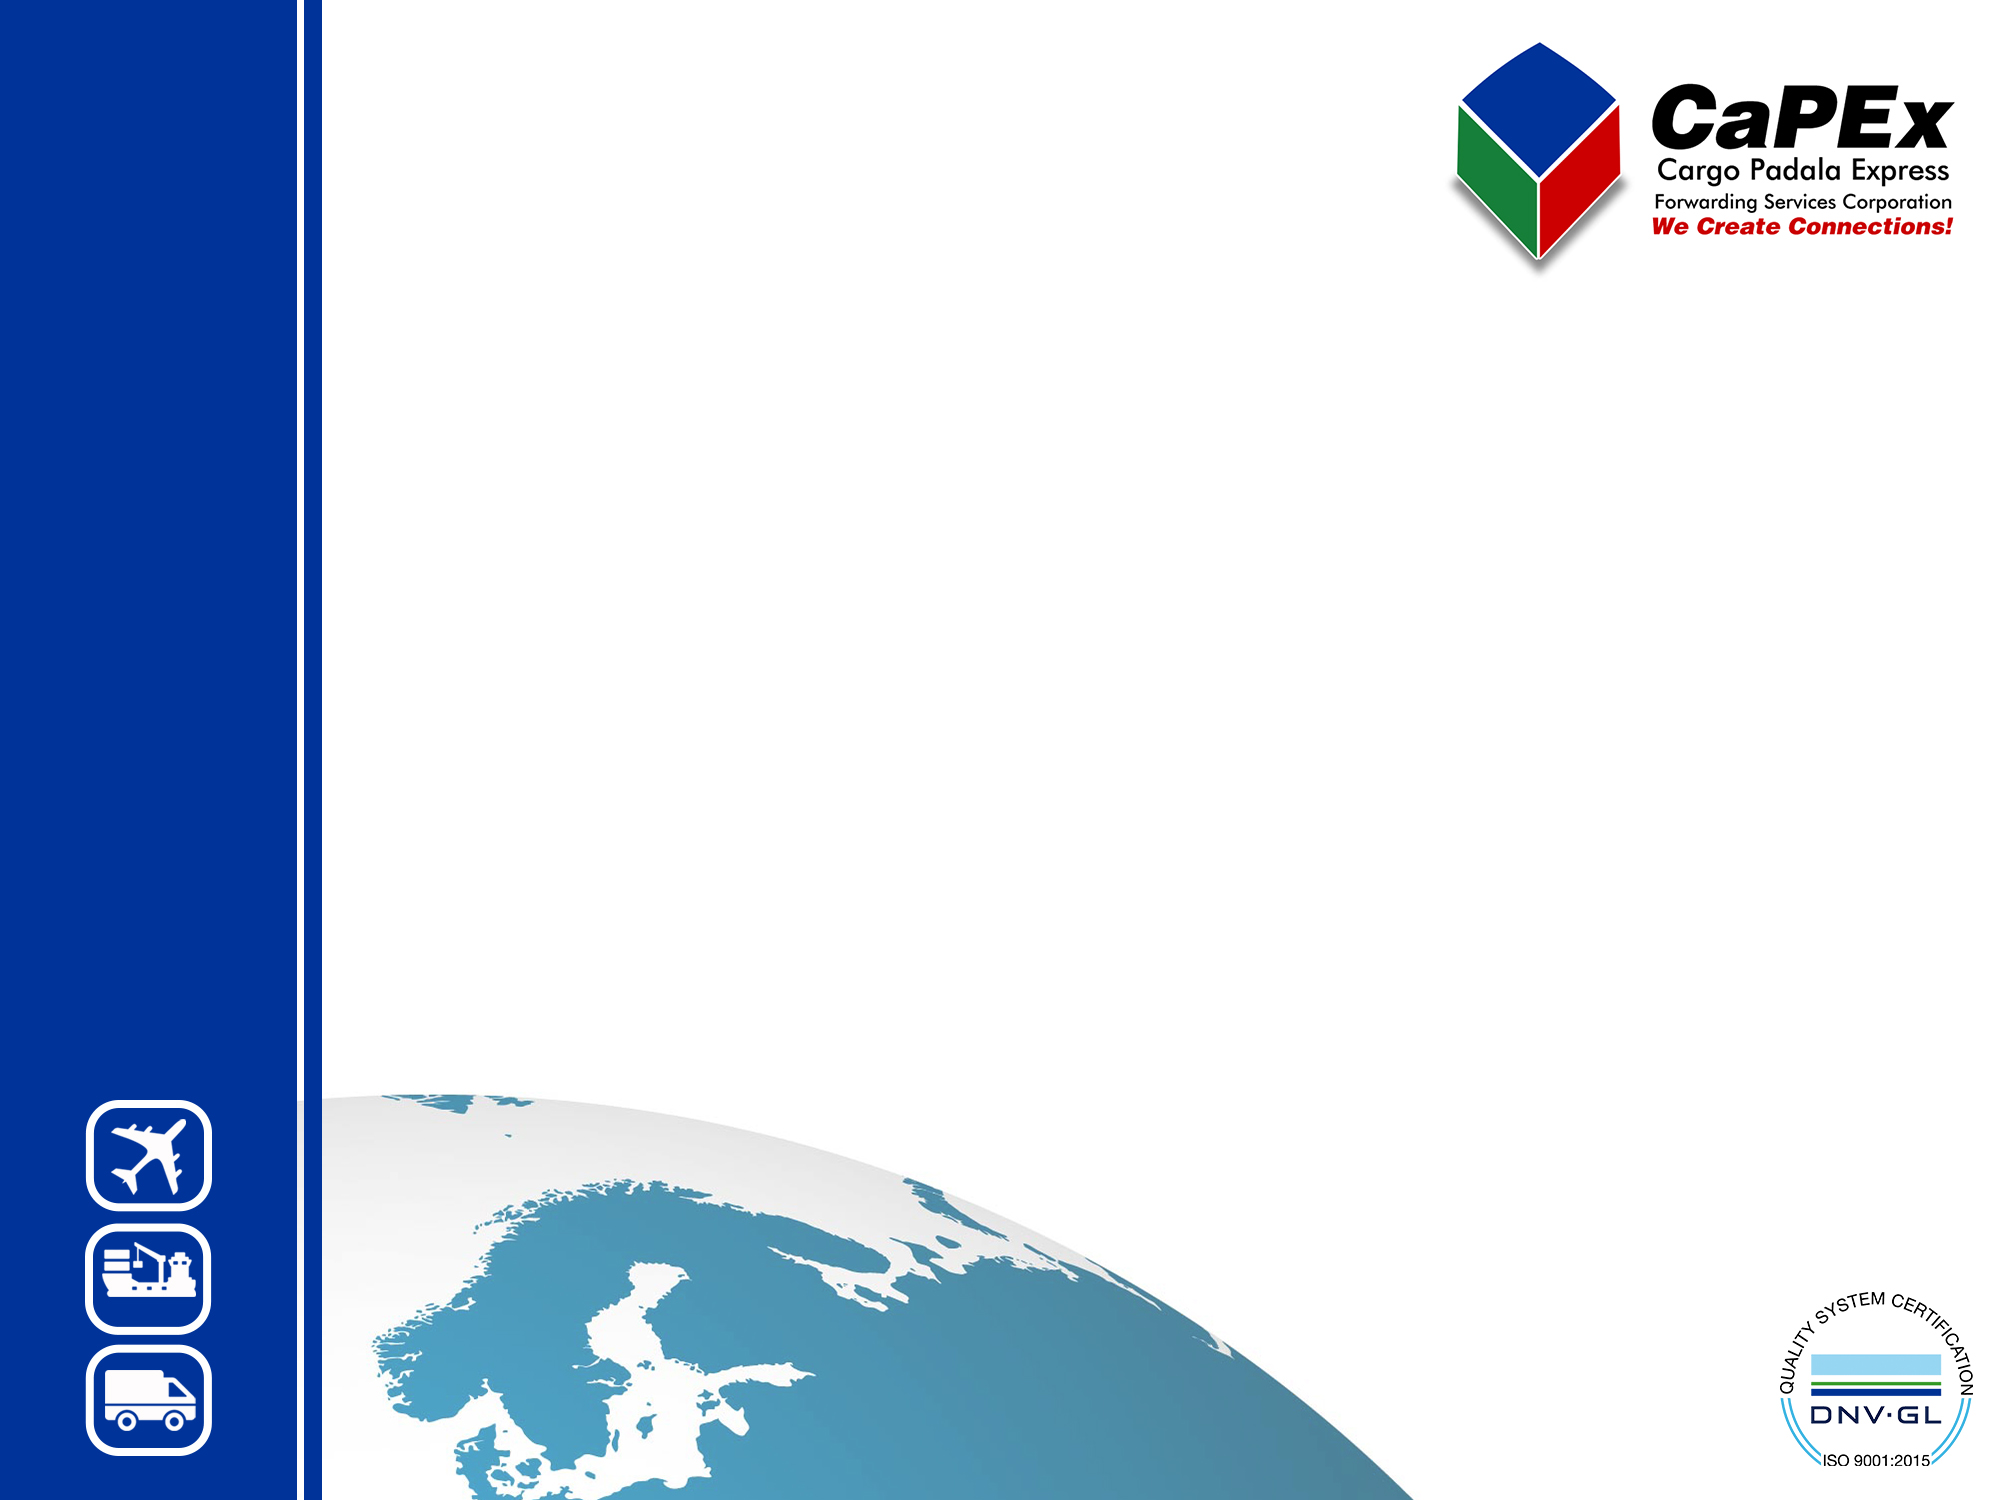 CaPEx
Cargo Padala Express
Forwarding Services Corporation
We Create Connections!
QUALITY SYSTEM CERTIFICATION
DNV·GL
ISO 9001:2015